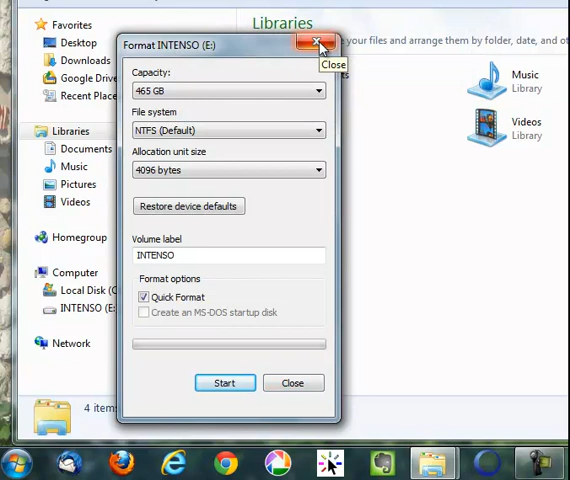 Libraries
Format INTENSO (E:)
e your files and arrange them by folder, date, and ot
Close
Favorites
Desktop
Downloads
Google Drive
Recent Place
Libraries
Documents
Music
Pictures
Videos
Homegroup
Computer
Local Disk (
INTENSO (E:
Network
4 items
Capacity:
465 GB
File system
NTFS (Default)
Allocation unit size
4096 bytes
Restore device defaults
Volume label
INTENSO
Format options
Quick Format
Create an MS-DOS startup disk
Start
Close
ts
Music
Library
Videos
Library